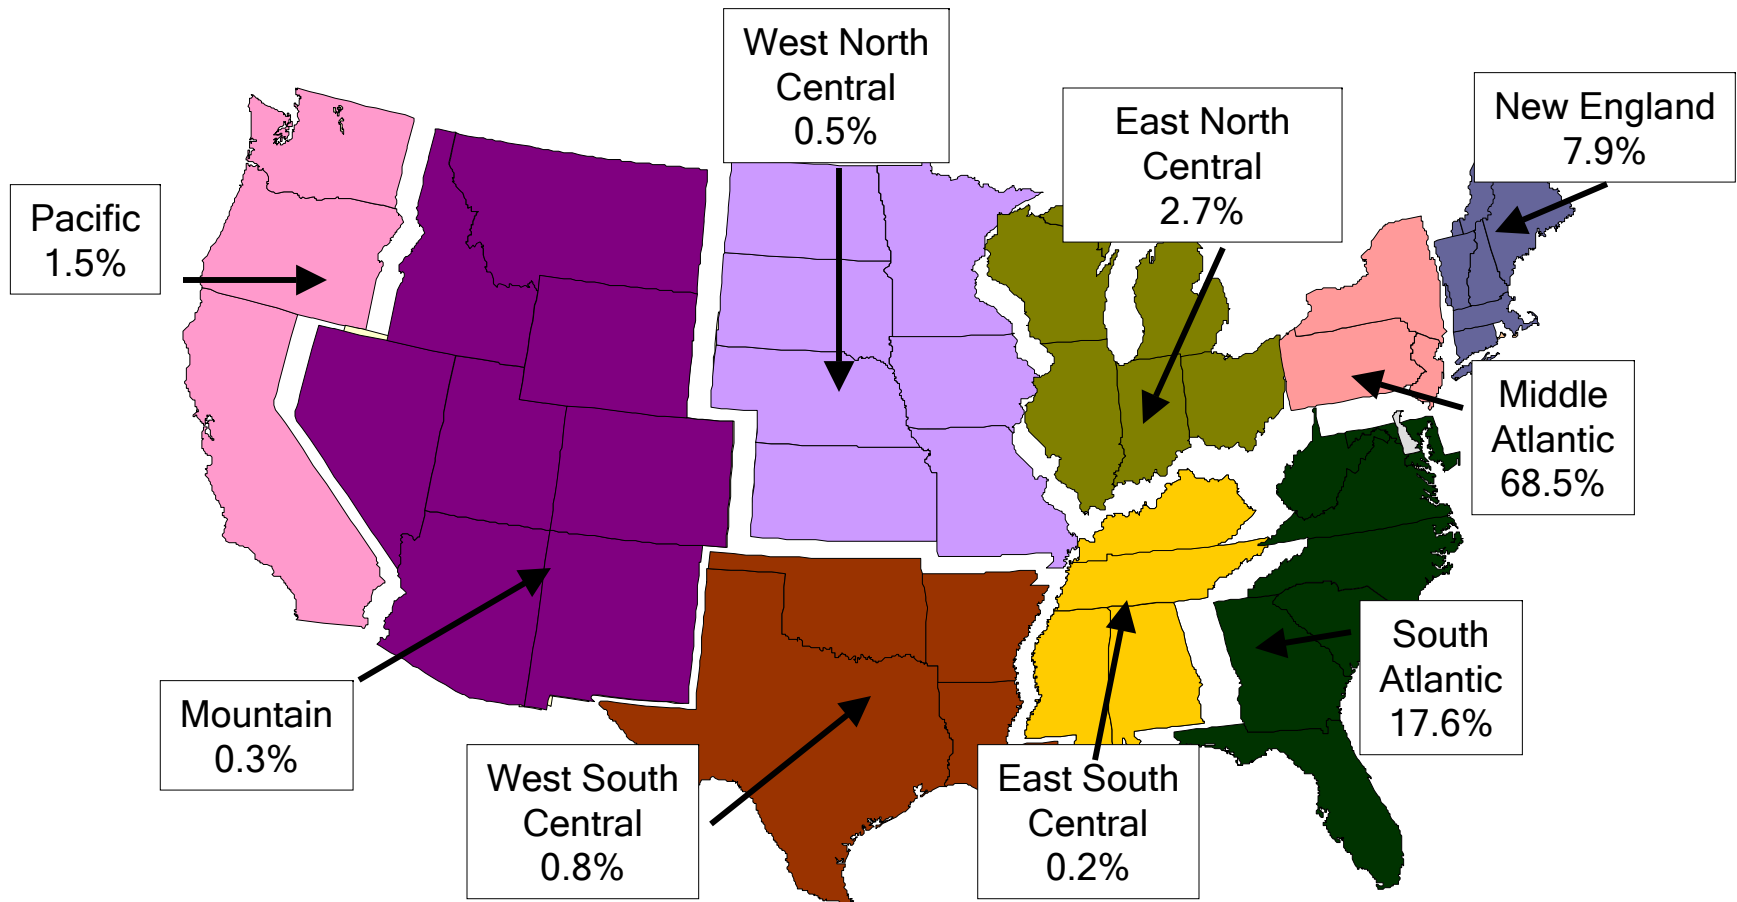 West North
Central
0.5%
East North
Central
2.7%
New England
7.9%
Pacific
1.5%
Middle
Atlantic
68.5%
South
Atlantic
17.6%
Mountain
0.3%
West South
Central
0.8%
East South
Central
0.2%